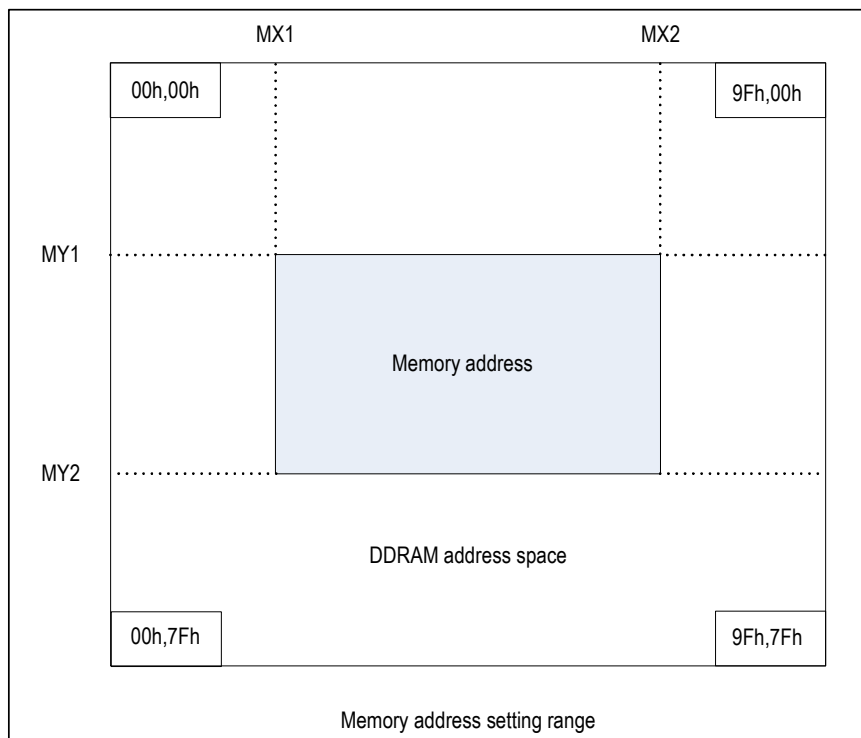 MX1 MX2
00h,00h 9Fh,00h
MY1
Memory address
MY2
DDRAM address space
00h,7Fh 9Fh,7Fh
Memory address setting range